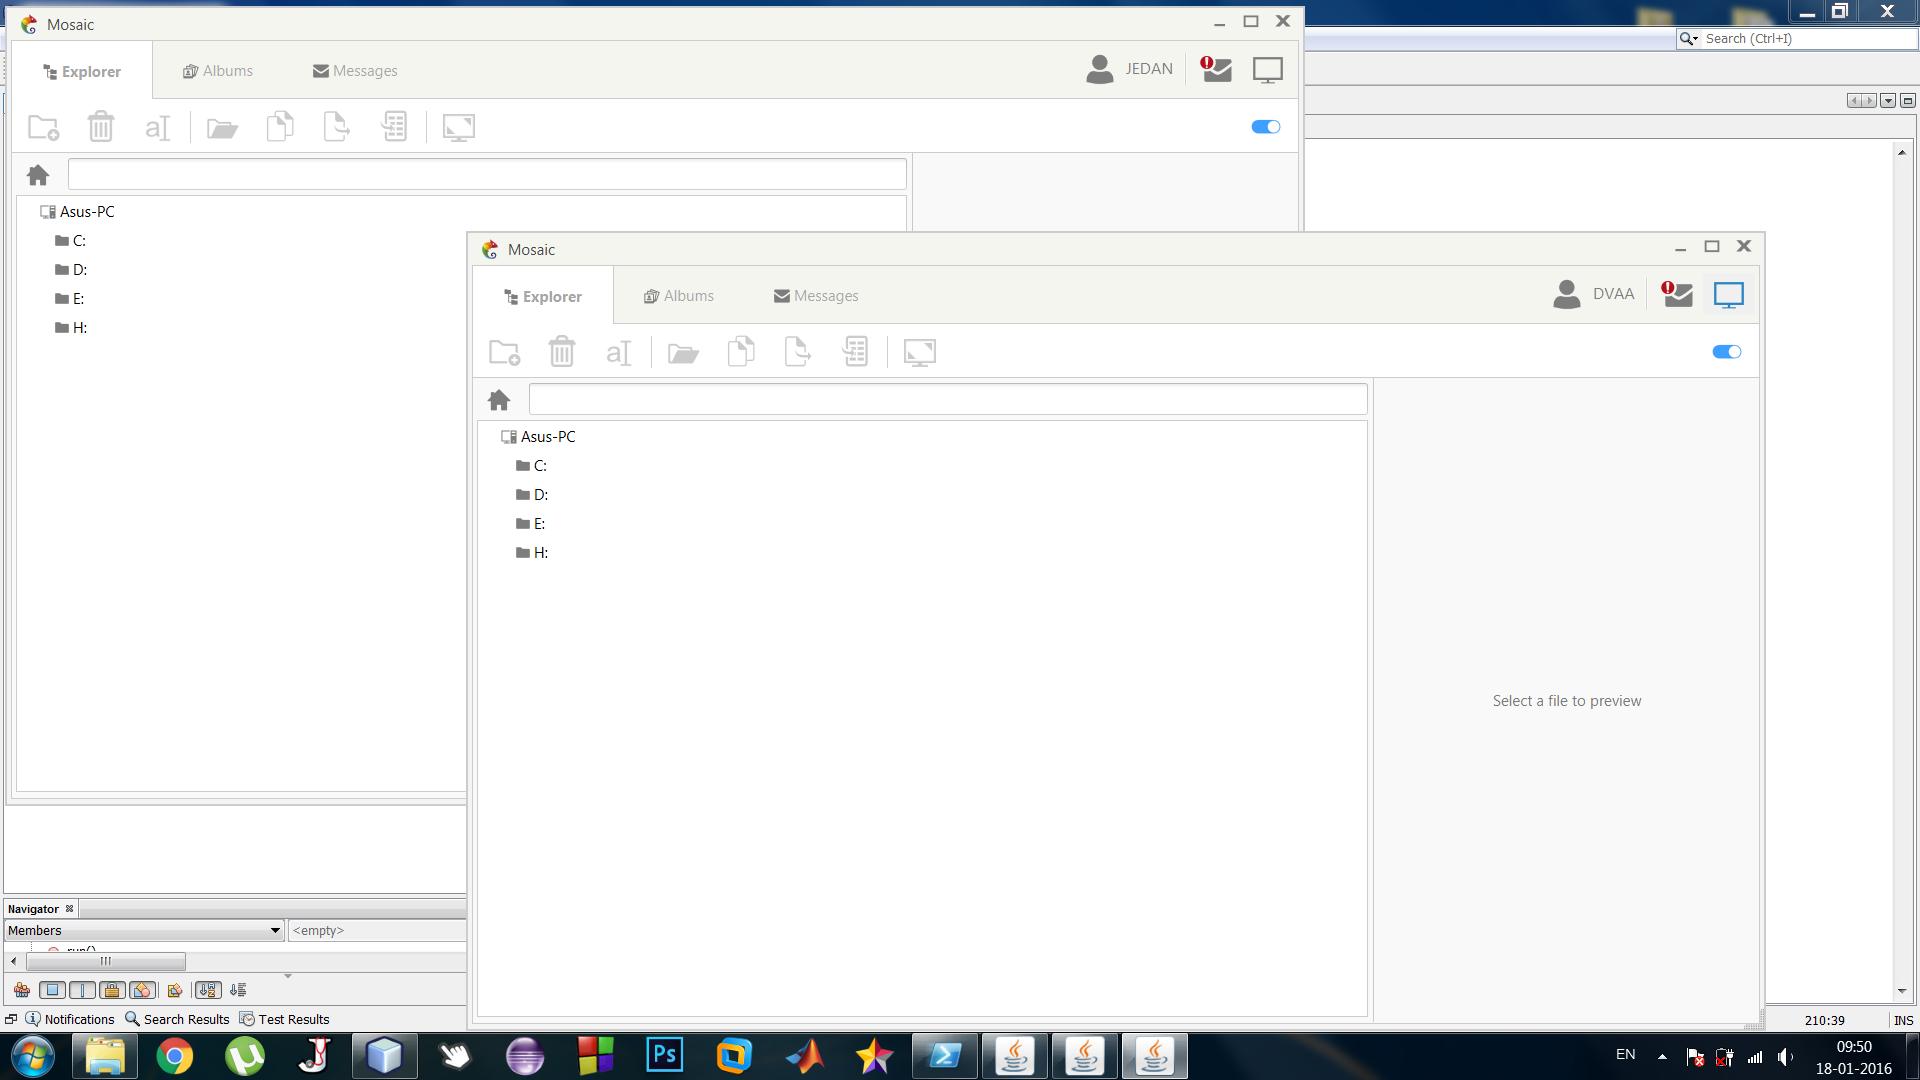 Mosaic
Search (Ctrl+I)
Explorer
Albums
Messages
JEDAN
Asus-PC
C:
D:
E:
H:
Mosaic
Explorer
Albums
Messages
DVAA
Asus-PC
C:
D:
E:
H:
Select a file to preview
Navigator
Members
<empty>
Notifications
Search Results
Test Results
210:39
INS
Ps
EN
09:50
18-01-2016